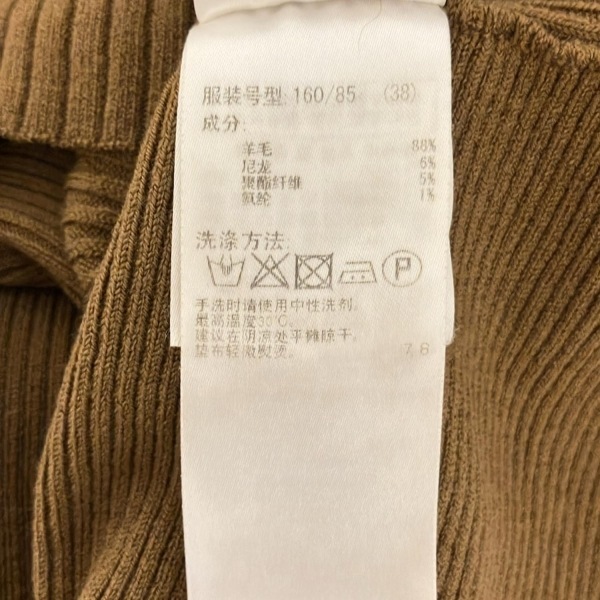 服装号型: 160/85 (38)
成分:
羊毛 88%
尼龙 6%
聚酯纤维 5%
氨纶 1%
洗涤方法:
P
手洗时请使用中性洗剂。
最高温度30℃。
建议在阴凉处平摊晾干。
垫布轻微熨烫。 78